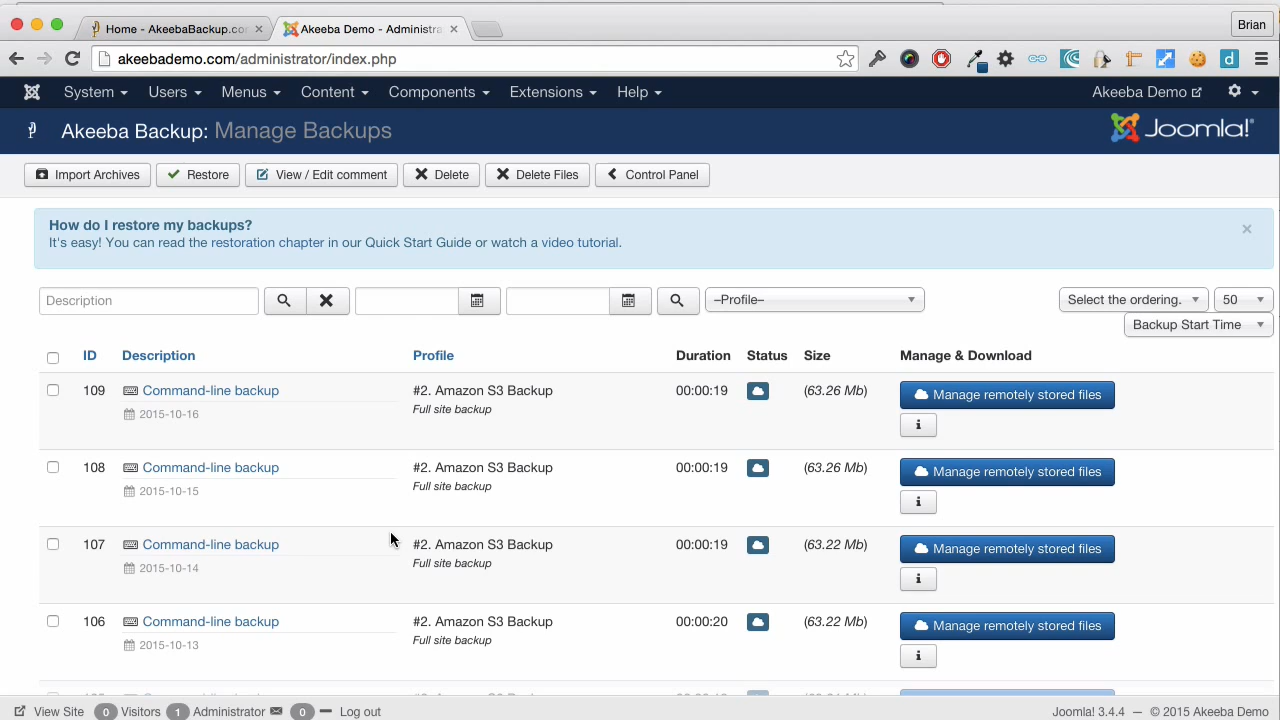 Home - AkeebaBackup.co
Akeeba Demo - Administra
Brian
akeebademo.com/administrator/index.php
System Users Menus Content Components Extensions Help Akeeba Demo
Akeeba Backup: Manage Backups Joomla!
Import Archives Restore View / Edit comment Delete Delete Files Control Panel
How do I restore my backups?
It's easy! You can read the restoration chapter in our Quick Start Guide or watch a video tutorial.
Description –Profile– Select the ordering. 50
Backup Start Time
ID Description Profile Duration Status Size Manage & Download
109 Command-line backup #2. Amazon S3 Backup 00:00:19 (63.26 Mb) Manage remotely stored files
2015-10-16 Full site backup
108 Command-line backup #2. Amazon S3 Backup 00:00:19 (63.26 Mb) Manage remotely stored files
2015-10-15 Full site backup
107 Command-line backup #2. Amazon S3 Backup 00:00:19 (63.22 Mb) Manage remotely stored files
2015-10-14 Full site backup
106 Command-line backup #2. Amazon S3 Backup 00:00:20 (63.22 Mb) Manage remotely stored files
2015-10-13 Full site backup
View Site 0 Visitors 1 Administrator 0 Log out Joomla! 3.4.4 — © 2015 Akeeba Demo